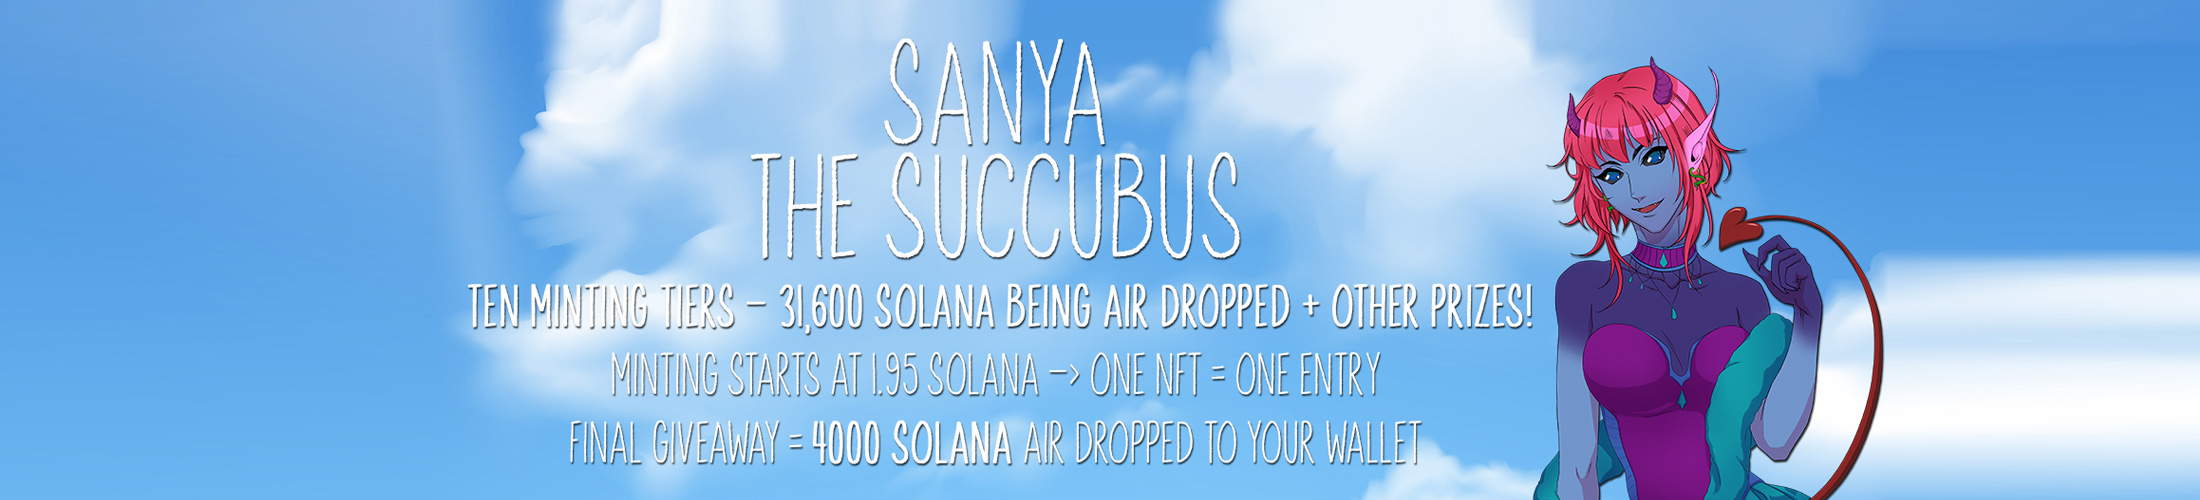 SANYA
THE SUCCUBUS
TEN MINTING TIERS – 31,600 SOLANA BEING AIR DROPPED + OTHER PRIZES!
MINTING STARTS AT 1.95 SOLANA -> ONE NFT = ONE ENTRY
FINAL GIVEAWAY = 4000 SOLANA AIR DROPPED TO YOUR WALLET